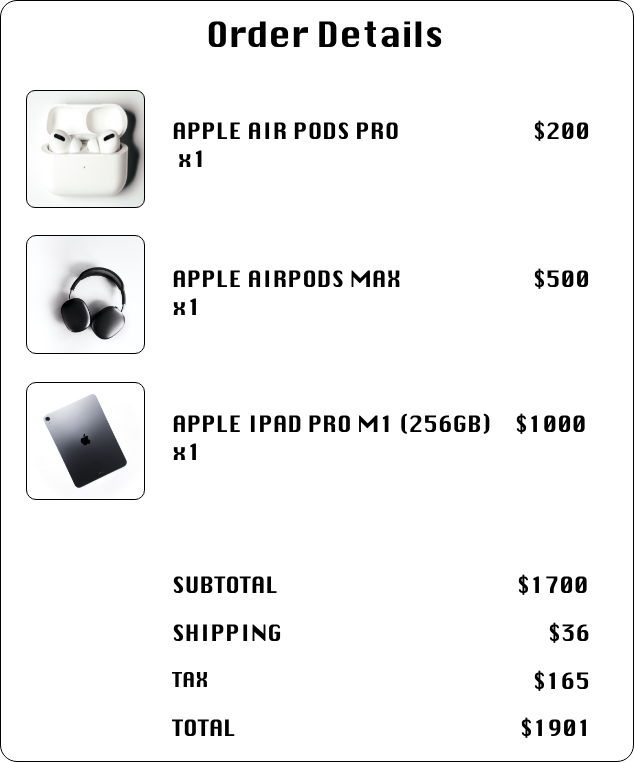 Order Details
APPLE AIR PODS PRO $200
x1
APPLE AIRPODS MAX $500
x1
APPLE IPAD PRO M1 (256GB) $1000
x1
SUBTOTAL $1700
SHIPPING $36
TAX $165
TOTAL $1901